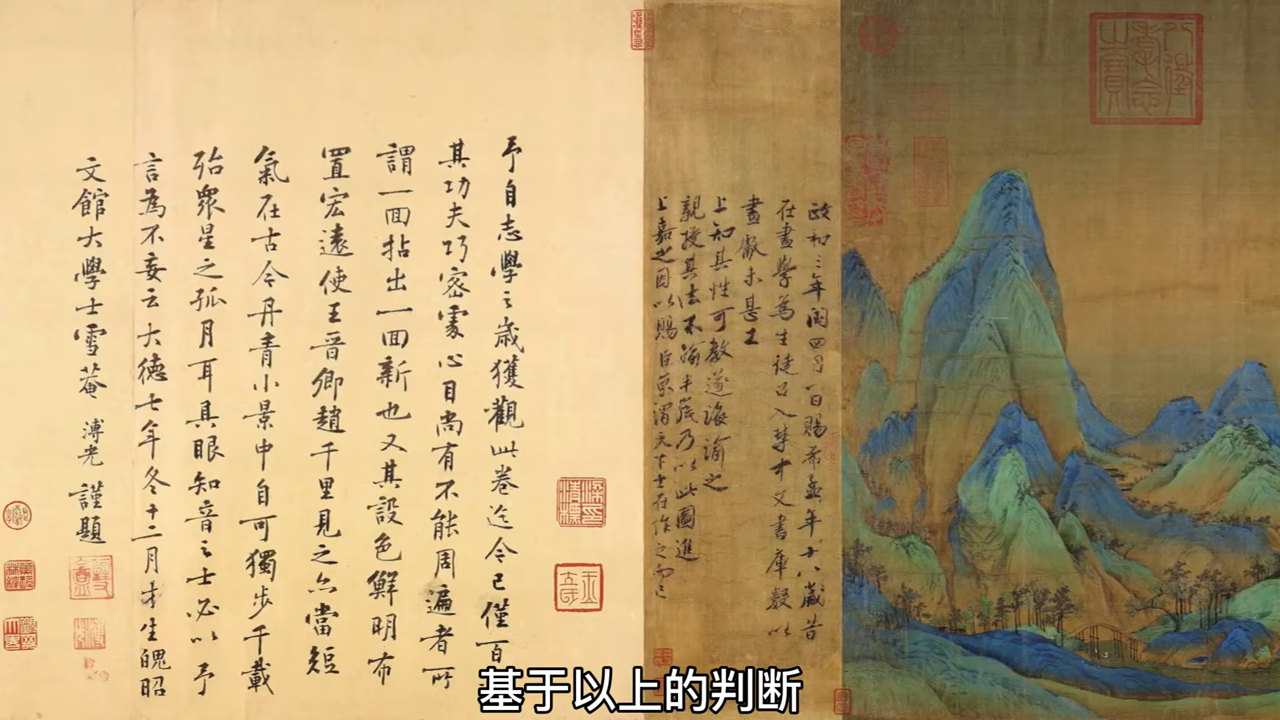 政和三年閏四月一日賜希孟年十八歲昔
在畫學為生徒召入禁中文書庫數以
畫獻未甚工
上知其性可教遂誨諭之
親授其法不踰半歲乃以此圖進
上嘉之因以賜臣京謂天下士在作之而已
予自志學之歲獲觀此卷迄今已僅百
其功夫巧密處心目尚有不能周遍者所
謂一回拈出一回新也又其設色鮮明布
置宏遠使王晉卿趙千里見之亦當短
氣在古今丹青小景中自可獨步千載
殆眾星之孤月耳具眼知音之士必以予
言為不妄云大德七年冬十二月才生魄昭
文館大學士雪菴溥光謹題
基于以上的判断